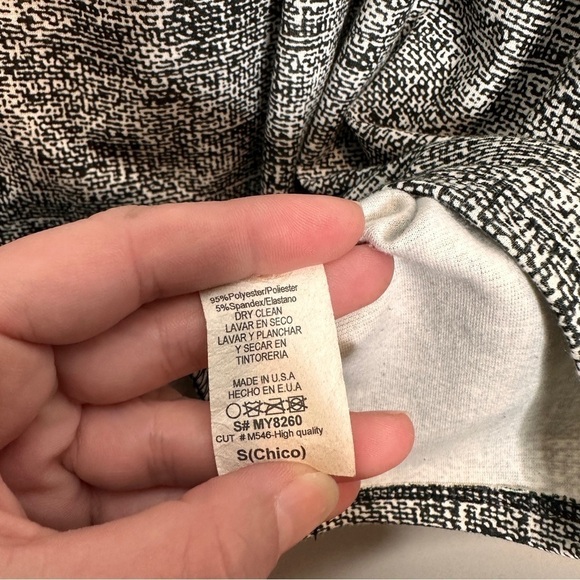 95%Polyester/Poliester
5%Spandex/Elastano
DRY CLEAN
LAVAR EN SECO
LAVAR Y PLANCHAR
Y SECAR EN
TINTORERIA
MADE IN U.S.A
HECHO EN E.U.A
S# MY8260
CUT # M546-High quality
S(Chico)